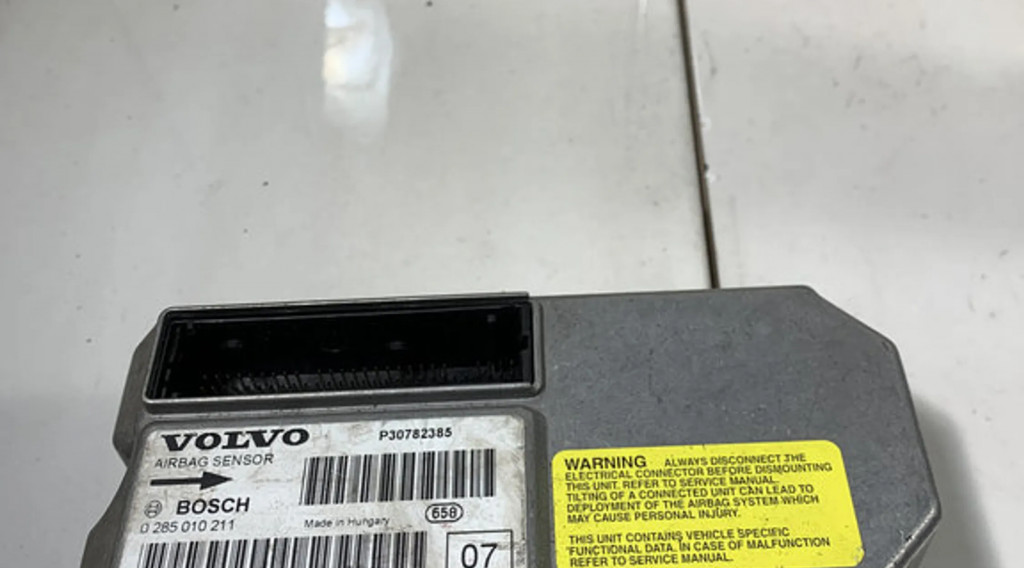 VOLVO P30782385
AIRBAG SENSOR
BOSCH
658
0 285 010 211
Made in Hungary
07
WARNING ALWAYS DISCONNECT THE
ELECTRICAL CONNECTOR BEFORE DISMOUNTING
THIS UNIT. REFER TO SERVICE MANUAL.
TILTING OF A CONNECTED UNIT CAN LEAD TO
DEPLOYMENT OF THE AIRBAG SYSTEM WHICH
MAY CAUSE PERSONAL INJURY.
THIS UNIT CONTAINS VEHICLE SPECIFIC
FUNCTIONAL DATA. IN CASE OF MALFUNCTION
REFER TO SERVICE MANUAL.